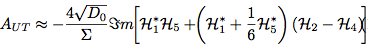 $A_{UT} \approx -\frac{4\sqrt{D_0}}{\Sigma} \Im m \left[ \mathcal{H}_1^* \mathcal{H}_5 + \left( \mathcal{H}_1^* + \frac{1}{6} \mathcal{H}_5^* \right) (\mathcal{H}_2 - \mathcal{H}_4) \right]$